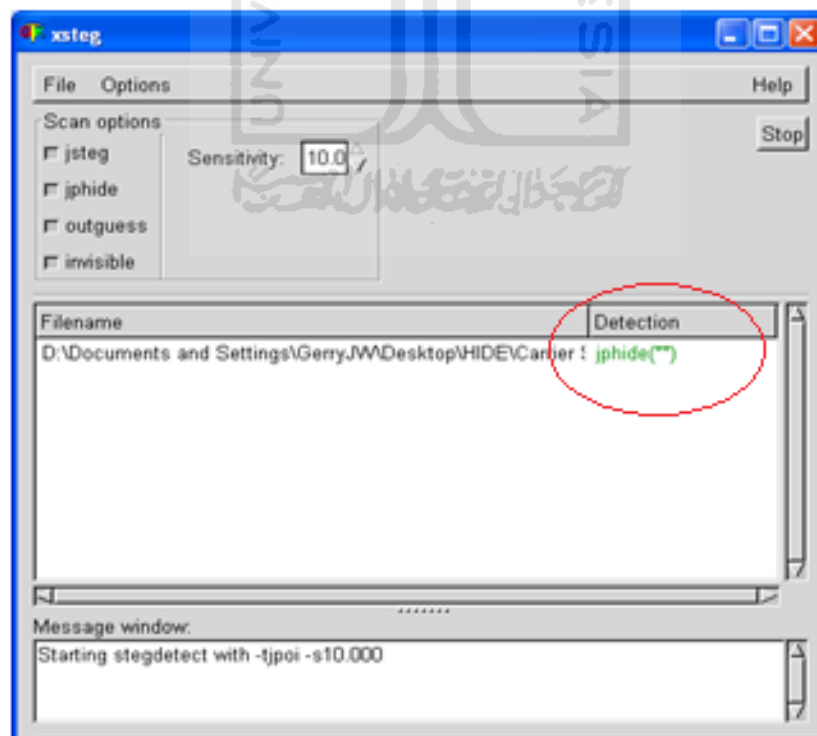 xsteg
File Options Help
Scan options
Stop
jsteg
Sensitivity: 10.0
jphide
outguess
invisible
Filename Detection
D:\Documents and Settings\GerryJW\Desktop\HIDE\Carrier jphide("")
Message window:
Starting stegdetect with -tjpoi -s10.000